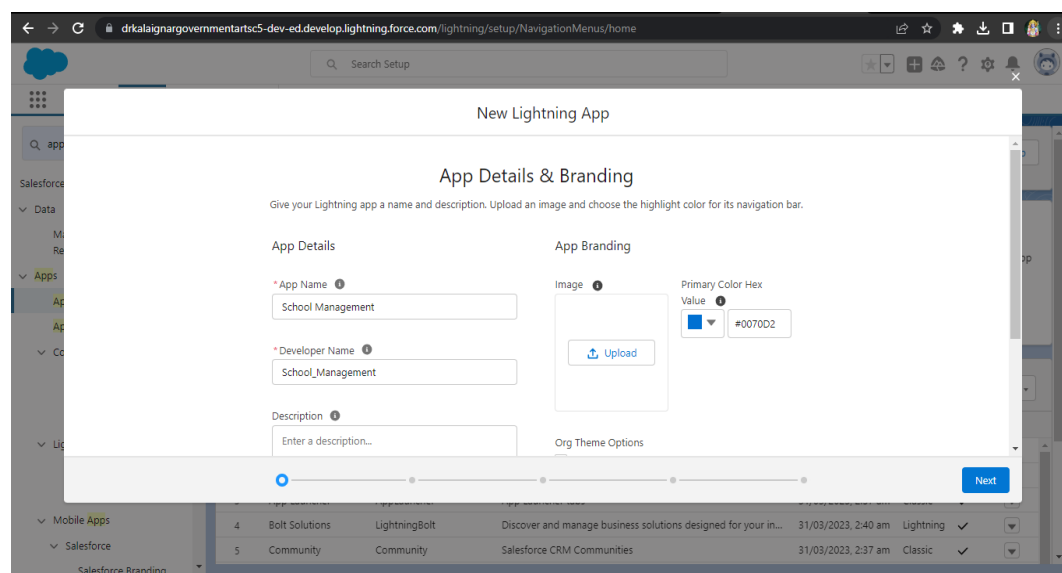 drkalaignargovernmentartsc5-dev-ed.develop.lightning.force.com/lightning/setup/NavigationMenus/home
Search Setup
New Lightning App
app
App Details & Branding
Salesforce
Give your Lightning app a name and description. Upload an image and choose the highlight color for its navigation bar.
Data
App Details
App Branding
Apps
*App Name
Image
Primary Color Hex
Value
School Management
#0070D2
Upload
*Developer Name
School_Management
Description
Enter a description...
Org Theme Options
Next
Mobile Apps
4 Bolt Solutions LightningBolt Discover and manage business solutions designed for your in... 31/03/2023, 2:40 am Lightning
Salesforce
5 Community Community Salesforce CRM Communities 31/03/2023, 2:37 am Classic
Salesforce Branding